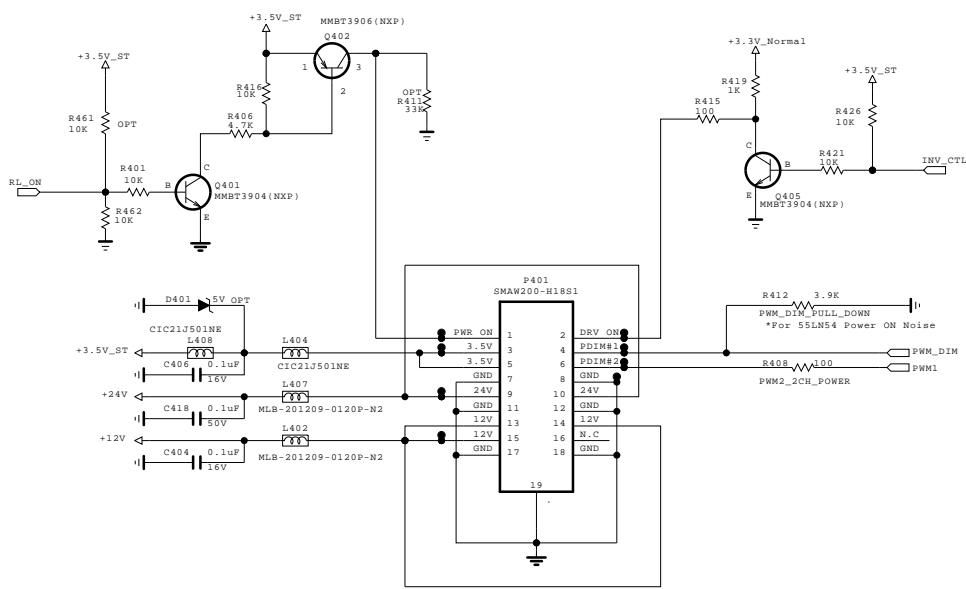 +3.5V_ST
MMBT3906(NXP)
Q402
1
3
2
+3.5V_ST
R416
10K
OPT
R411
33K
R461
10K
OPT
R406
4.7K
R401
10K
RL_ON
B
C
E
Q401
MMBT3904(NXP)
R462
10K
+3.3V_Normal
R419
1K
+3.5V_ST
R415
100
R426
10K
C
B
E
R421
10K
INV_CTL
Q405
MMBT3904(NXP)
P401
SMAW200-H18S1
D401
5V
OPT
CIC21J501NE
L408
L404
+3.5V_ST
CIC21J501NE
C406
0.1uF
16V
L407
+24V
MLB-201209-0120P-N2
C418
0.1uF
50V
L402
+12V
MLB-201209-0120P-N2
C404
0.1uF
16V
PWR ON
1
2
DRV ON
3.5V
3
4
PDIM#1
3.5V
5
6
PDIM#2
GND
7
8
GND
24V
9
10
24V
GND
11
12
GND
12V
13
14
12V
12V
15
16
N.C
GND
17
18
GND
19
.
R412
3.9K
PWM_DIM_PULL_DOWN
*For 55LN54 Power ON Noise
PWM_DIM
R408
100
PWM1
PWM2_2CH_POWER